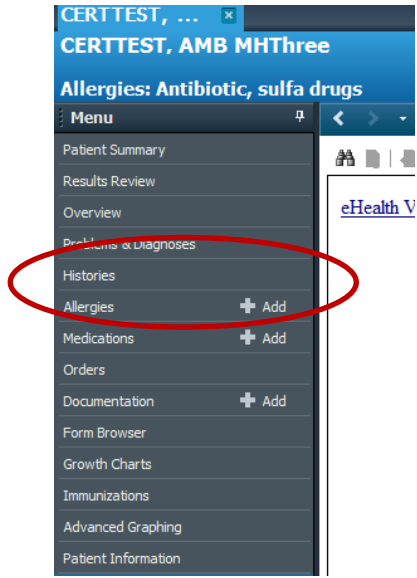 CERTTEST, ...
CERTTEST, AMB MHThree
Allergies: Antibiotic, sulfa drugs
Menu
Patient Summary
Results Review
Overview
Problems & Diagnoses
Histories
Allergies + Add
Medications + Add
Orders
Documentation + Add
Form Browser
Growth Charts
Immunizations
Advanced Graphing
Patient Information
eHealth V